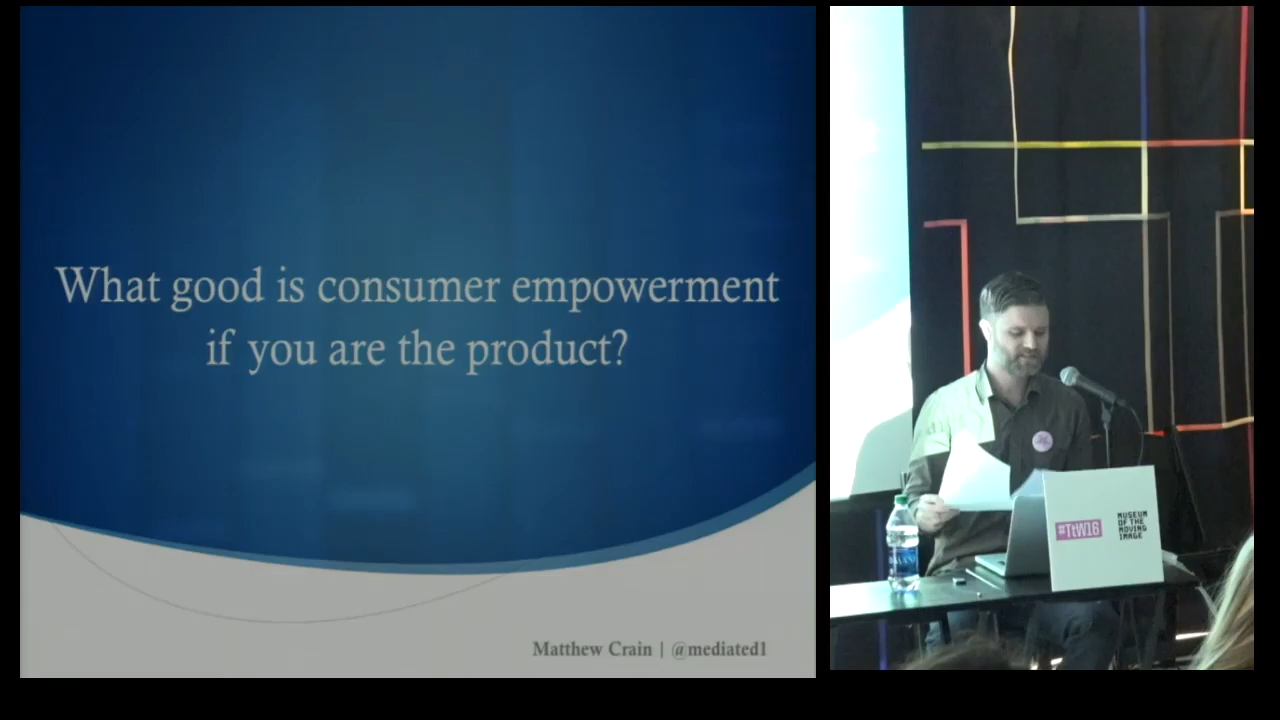 What good is consumer empowerment
if you are the product?
Matthew Crain | @mediated1
#TtW16
MUSEUM
OF THE
MOVING
IMAGE